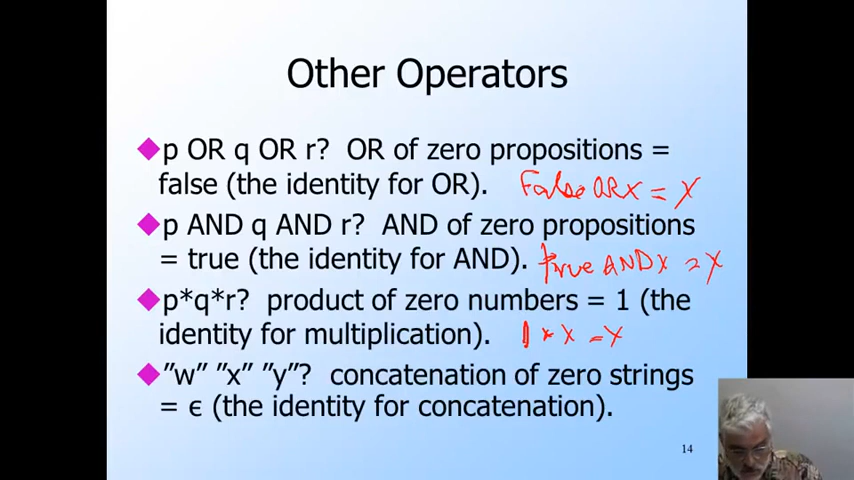 Other Operators
p OR q OR r? OR of zero propositions =
false (the identity for OR). False OR X = X
p AND q AND r? AND of zero propositions
= true (the identity for AND). true AND X = X
p*q*r? product of zero numbers = 1 (the
identity for multiplication). 1 * X = X
”w” ”x” ”y”? concatenation of zero strings
= ϵ (the identity for concatenation).
14